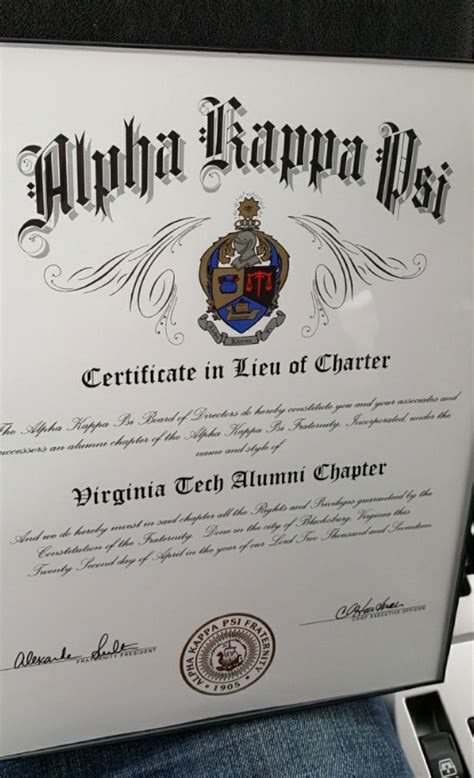 Alpha Kappa Psi
Certificate in Lieu of Charter
The Alpha Kappa Psi Board of Directors do hereby constitute you and your associates and
successors an alumni chapter of the Alpha Kappa Psi Fraternity, Incorporated, under the
name and style of
Virginia Tech Alumni Chapter
And we do hereby invest in said chapter all the Rights and Privileges guaranteed by the
Constitution of the Fraternity. Done in the city of Blacksburg, Virginia this
Twenty Second day of April in the year of our Lord Two Thousand and Seventeen
FRATERNITY PRESIDENT
CHIEF EXECUTIVE OFFICER
ALPHA KAPPA PSI FRATERNITY
1905